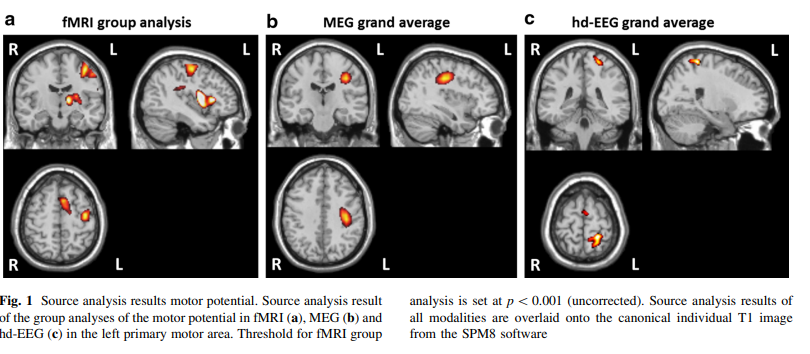 a fMRI group analysis
R L L
R L
b MEG grand average
R L L
R L
c hd-EEG grand average
R L L
R L
Fig. 1 Source analysis results motor potential. Source analysis result
of the group analyses of the motor potential in fMRI (a), MEG (b) and
hd-EEG (c) in the left primary motor area. Threshold for fMRI group
analysis is set at p < 0.001 (uncorrected). Source analysis results of
all modalities are overlaid onto the canonical individual T1 image
from the SPM8 software